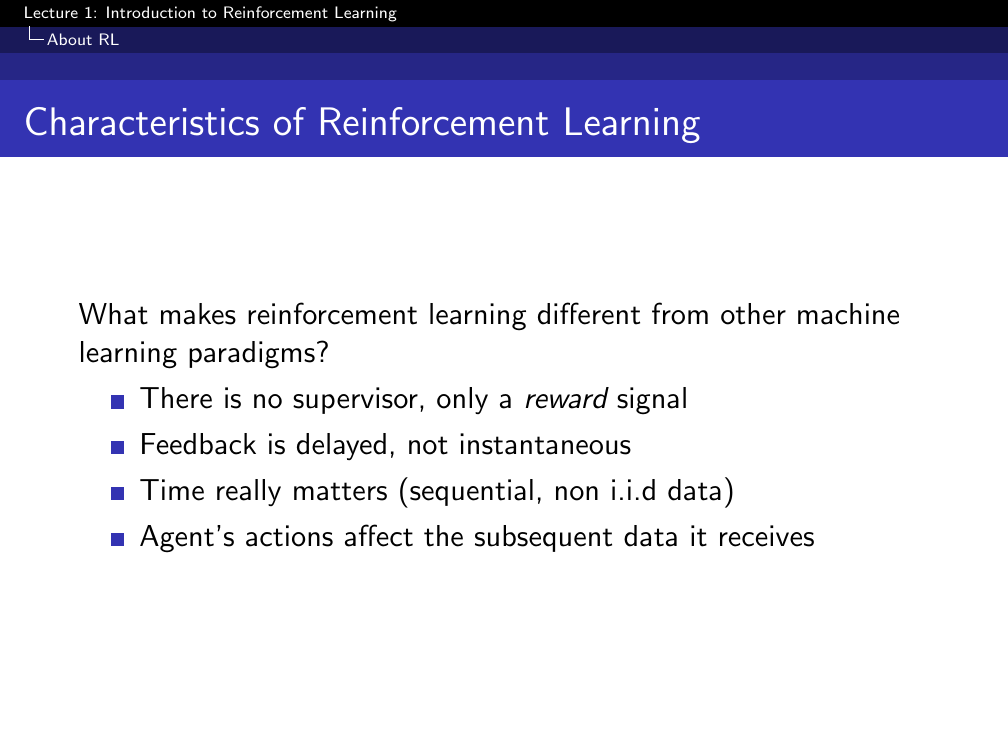 Lecture 1: Introduction to Reinforcement Learning
About RL
Characteristics of Reinforcement Learning
What makes reinforcement learning different from other machine
learning paradigms?
There is no supervisor, only a reward signal
Feedback is delayed, not instantaneous
Time really matters (sequential, non i.i.d data)
Agent's actions affect the subsequent data it receives